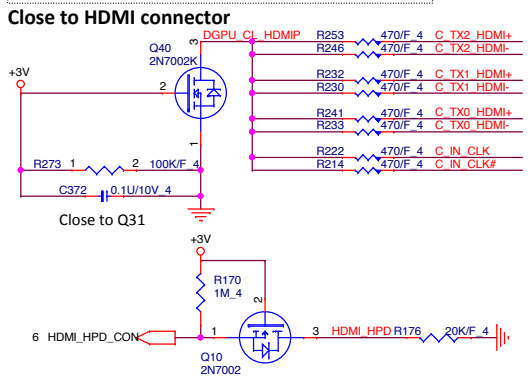 Close to HDMI connector
DGPU_CL_HDMIP
R253 470/F_4 C_TX2_HDMI+
R246 470/F_4 C_TX2_HDMI-
Q40
2N7002K
3
+3V
R232 470/F_4 C_TX1_HDMI+
R230 470/F_4 C_TX1_HDMI-
2
R241 470/F_4 C_TX0_HDMI+
R233 470/F_4 C_TX0_HDMI-
1
R222 470/F_4 C_IN_CLK
R214 470/F_4 C_IN_CLK#
R273 1 2 100K/F_4
C372 0.1U/10V_4
Close to Q31
+3V
R170
1M_4
2
6 HDMI_HPD_CON 1 3 HDMI_HPD R176 20K/F_4
Q10
2N7002